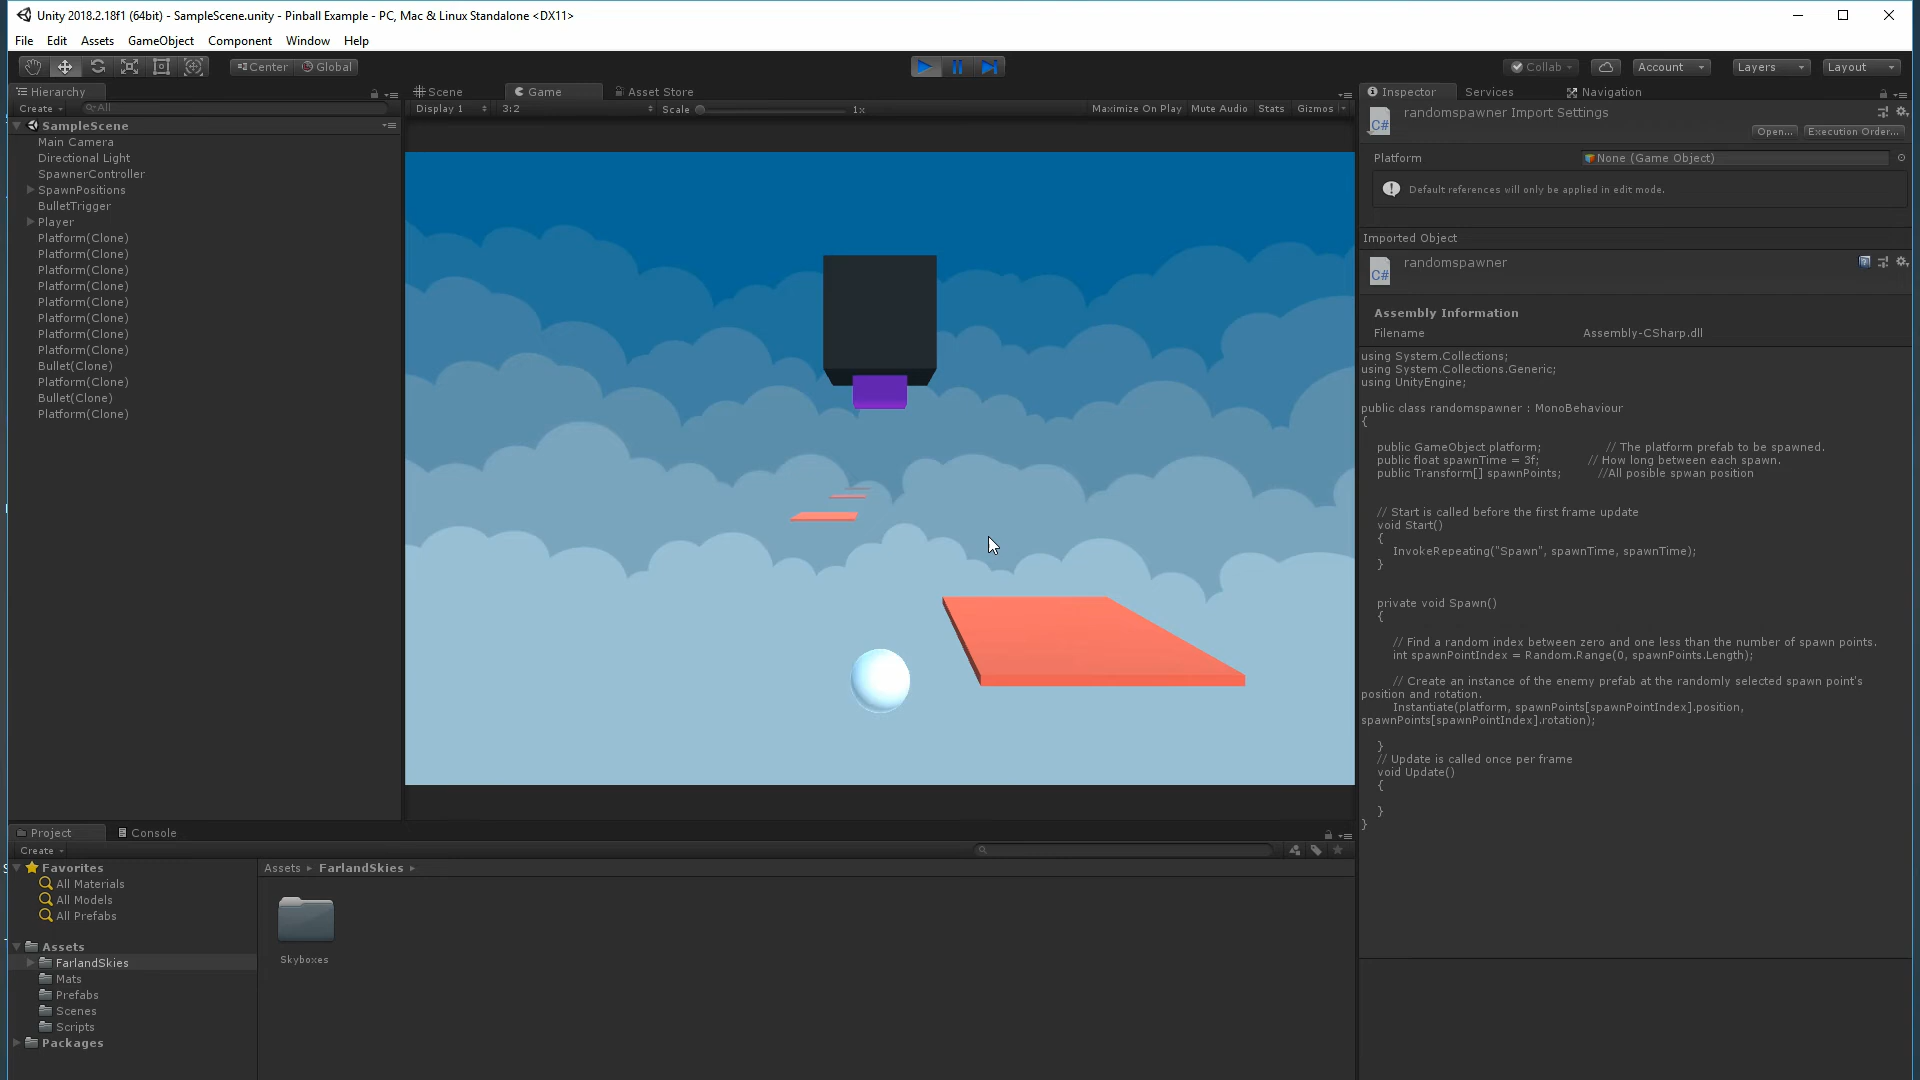 Unity 2018.2.18f1 (64bit) - SampleScene.unity - Pinball Example - PC, Mac & Linux Standalone <DX11>
File Edit Assets GameObject Component Window Help
Center Global Collab Account Layers Layout
Hierarchy
Create All
SampleScene
Main Camera
Directional Light
SpawnerController
SpawnPositions
BulletTrigger
Player
Platform(Clone)
Platform(Clone)
Platform(Clone)
Platform(Clone)
Platform(Clone)
Platform(Clone)
Platform(Clone)
Platform(Clone)
Bullet(Clone)
Platform(Clone)
Bullet(Clone)
Platform(Clone)
Scene Game Asset Store
Display 1 3:2 Scale 1x Maximize On Play Mute Audio Stats Gizmos
Inspector Services Navigation
C#
randomspawner Import Settings
Open... Execution Order...
Platform None (Game Object)
Default references will only be applied in edit mode.
Imported Object
C#
randomspawner
Assembly Information
Filename Assembly-CSharp.dll
using System.Collections;
using System.Collections.Generic;
using UnityEngine;
public class randomspawner : MonoBehaviour
{
public GameObject platform; // The platform prefab to be spawned.
public float spawnTime = 3f; // How long between each spawn.
public Transform[] spawnPoints; //All posible spwan position
// Start is called before the first frame update
void Start()
{
InvokeRepeating("Spawn", spawnTime, spawnTime);
}
private void Spawn()
{
// Find a random index between zero and one less than the number of spawn points.
int spawnPointIndex = Random.Range(0, spawnPoints.Length);
// Create an instance of the enemy prefab at the randomly selected spawn point's
position and rotation.
Instantiate(platform, spawnPoints[spawnPointIndex].position,
spawnPoints[spawnPointIndex].rotation);
}
// Update is called once per frame
void Update()
{
}
}
Project Console
Create
Favorites
All Materials
All Models
All Prefabs
Assets
FarlandSkies
Mats
Prefabs
Scenes
Scripts
Packages
Assets FarlandSkies
Skyboxes